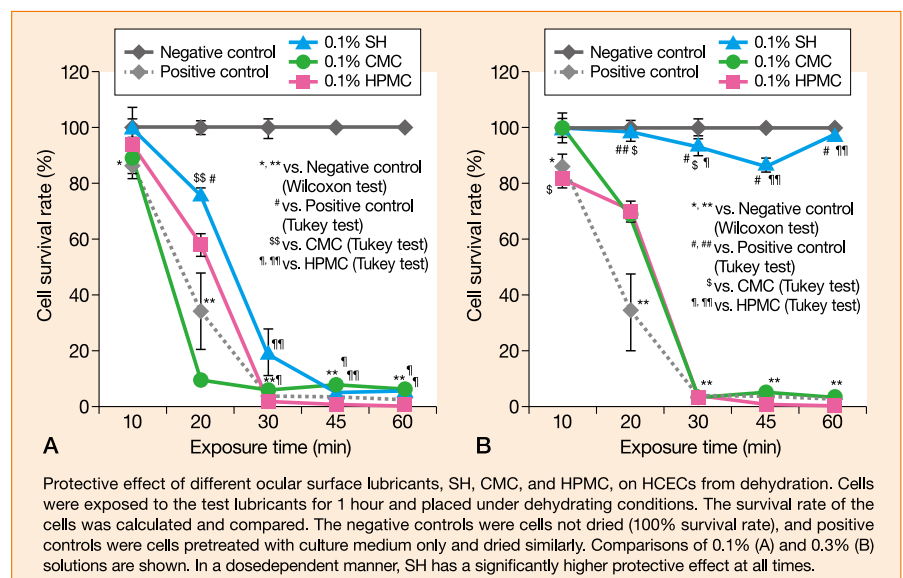 Negative control
Positive control
0.1% SH
0.1% CMC
0.1% HPMC
120
100
80
60
40
20
0
Cell survival rate (%)
*
$$ #
**
¶¶
**¶
¶
** ¶¶
¶
** ¶
*, ** vs. Negative control
(Wilcoxon test)
# vs. Positive control
(Tukey test)
$$ vs. CMC (Tukey test)
¶, ¶¶ vs. HPMC (Tukey test)
10 20 30 45 60
A
Exposure time (min)
Negative control
Positive control
0.1% SH
0.1% CMC
0.1% HPMC
120
100
80
60
40
20
0
Cell survival rate (%)
*
$
## $
# ¶
$
# ¶¶
# ¶¶
**
**
**
**
*, ** vs. Negative control
(Wilcoxon test)
#, ## vs. Positive control
(Tukey test)
$ vs. CMC (Tukey test)
¶, ¶¶ vs. HPMC (Tukey test)
10 20 30 45 60
B
Exposure time (min)
Protective effect of different ocular surface lubricants, SH, CMC, and HPMC, on HCECs from dehydration. Cells
were exposed to the test lubricants for 1 hour and placed under dehydrating conditions. The survival rate of the
cells was calculated and compared. The negative controls were cells not dried (100% survival rate), and positive
controls were cells pretreated with culture medium only and dried similarly. Comparisons of 0.1% (A) and 0.3% (B)
solutions are shown. In a dosedependent manner, SH has a significantly higher protective effect at all times.